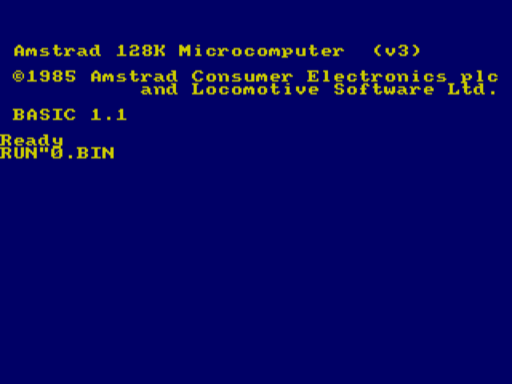 Amstrad 128K Microcomputer (v3)
©1985 Amstrad Consumer Electronics plc
and Locomotive Software Ltd.
BASIC 1.1
Ready
RUN"0.BIN